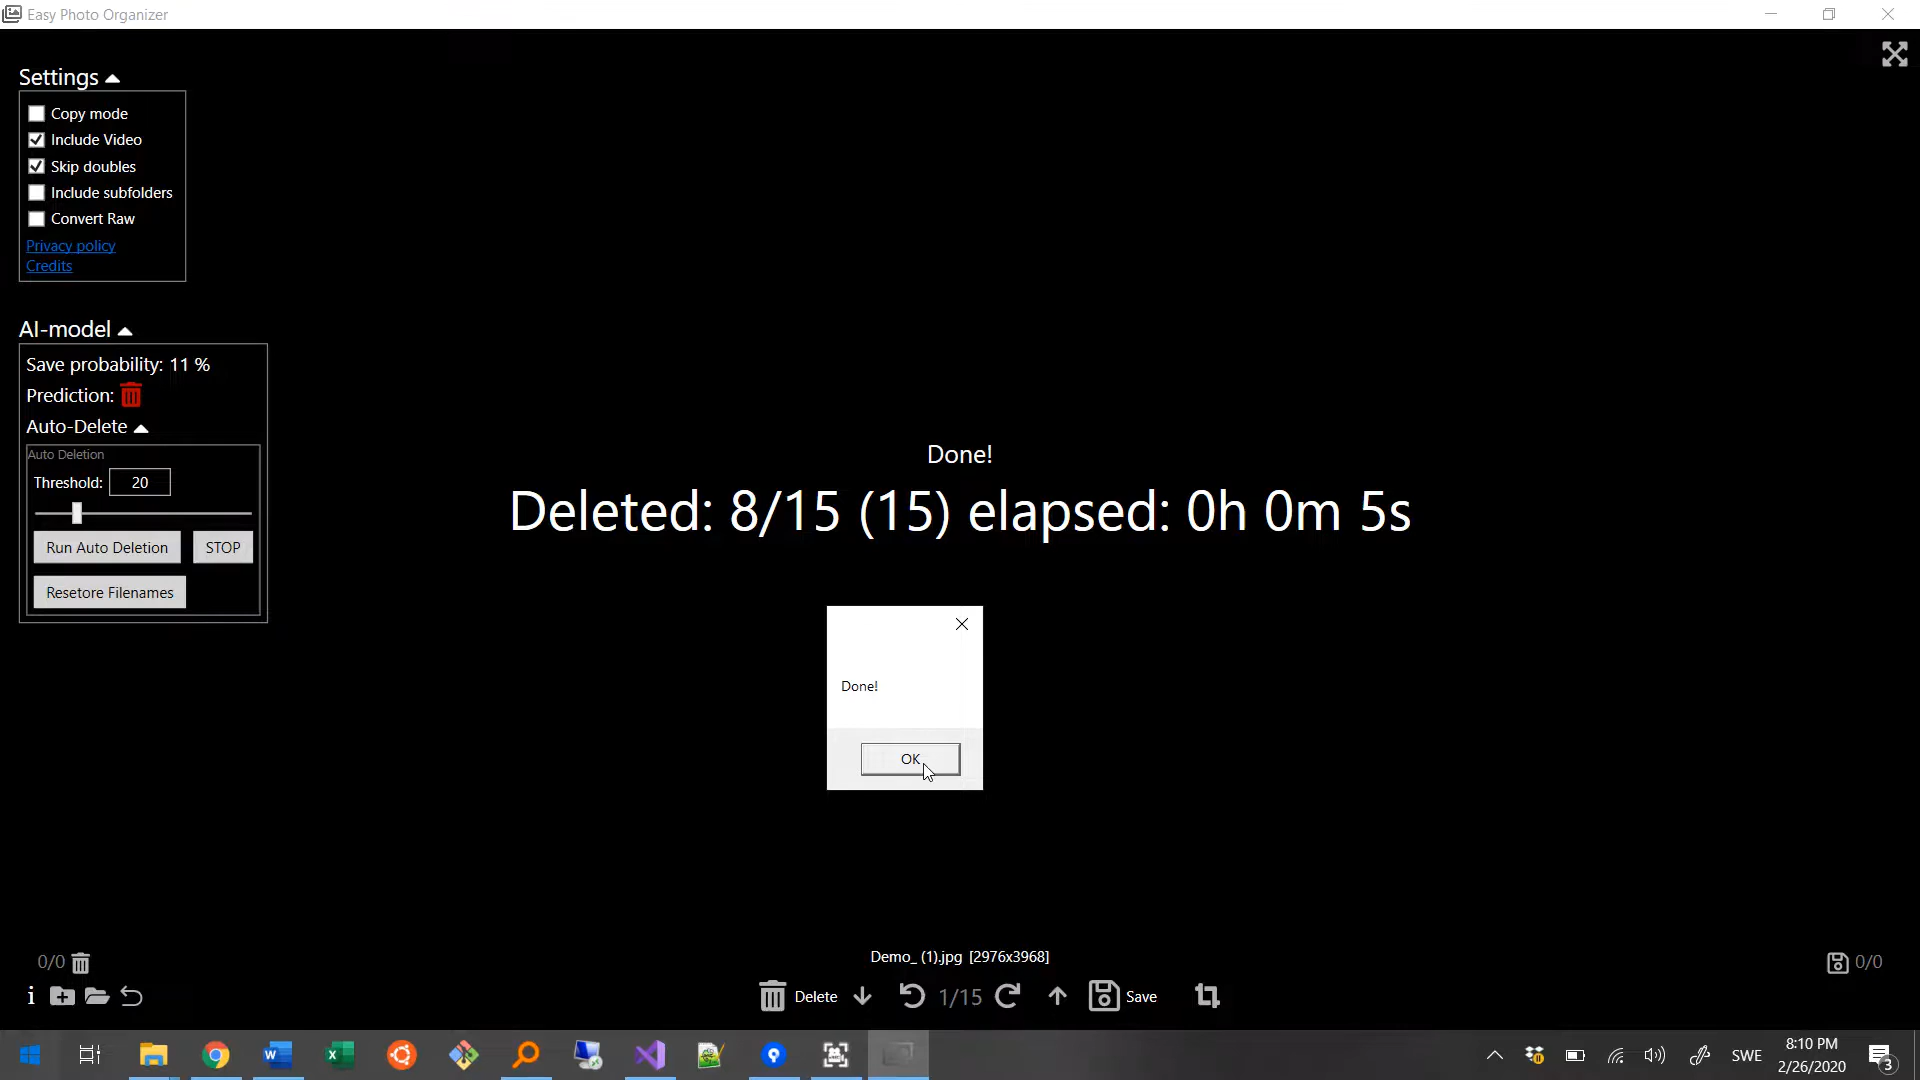 Easy Photo Organizer
Settings
Copy mode
Include Video
Skip doubles
Include subfolders
Convert Raw
Privacy policy
Credits
AI-model
Save probability: 11 %
Prediction:
Auto-Delete
Auto Deletion
Threshold: 20
Run Auto Deletion STOP
Resetore Filenames
Done!
Deleted: 8/15 (15) elapsed: 0h 0m 5s
Done!
OK
Demo_ (1).jpg [2976x3968]
0/0
0/0
i
Delete
1/15
Save
SWE
8:10 PM
2/26/2020
3